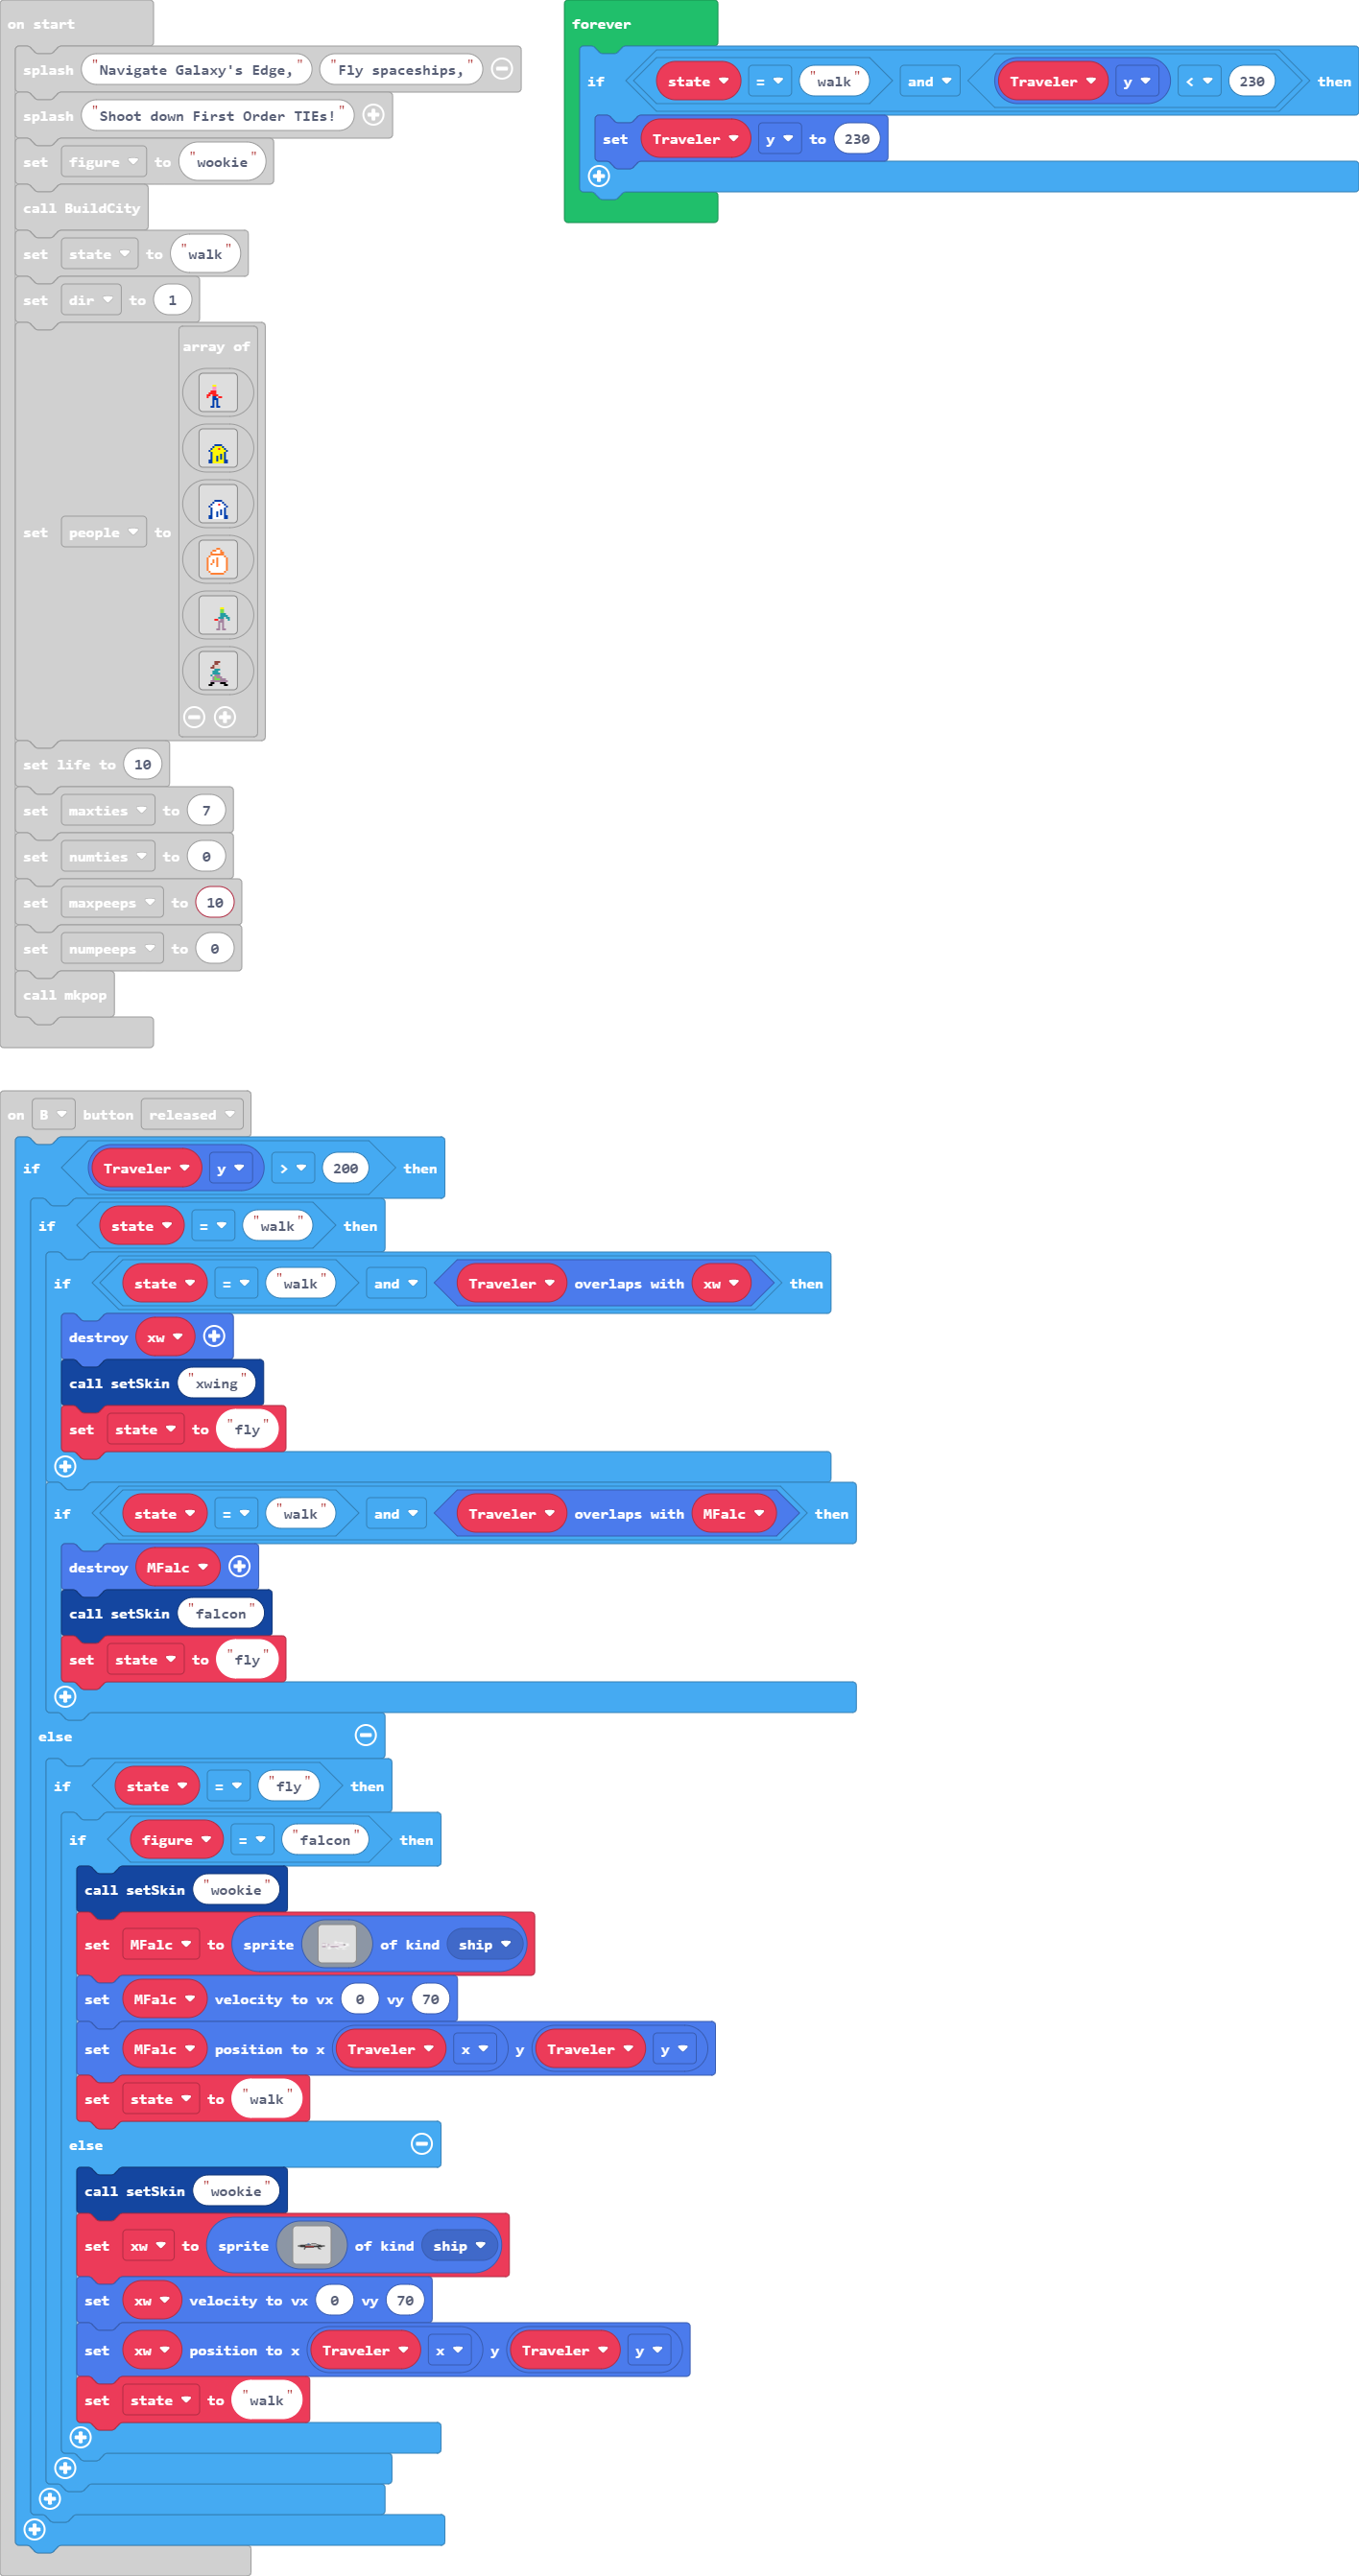 on start
splash "Navigate Galaxy's Edge," "Fly spaceships,"
splash "Shoot down First Order TIEs!"
set figure to "wookie"
call BuildCity
set state to "walk"
set dir to 1
set people to array of
set life to 10
set maxties to 7
set numties to 0
set maxpeeps to 10
set numpeeps to 0
call mkpop
forever
if state = "walk" and Traveler y < 230 then
set Traveler y to 230
on B button released
if Traveler y > 200 then
if state = "walk" then
if state = "walk" and Traveler overlaps with xw then
destroy xw
call setSkin "xwing"
set state to "fly"
if state = "walk" and Traveler overlaps with MFalc then
destroy MFalc
call setSkin "falcon"
set state to "fly"
else
if state = "fly" then
if figure = "falcon" then
call setSkin "wookie"
set MFalc to sprite of kind ship
set MFalc velocity to vx 0 vy 70
set MFalc position to x Traveler x y Traveler y
set state to "walk"
else
call setSkin "wookie"
set xw to sprite of kind ship
set xw velocity to vx 0 vy 70
set xw position to x Traveler x y Traveler y
set state to "walk"